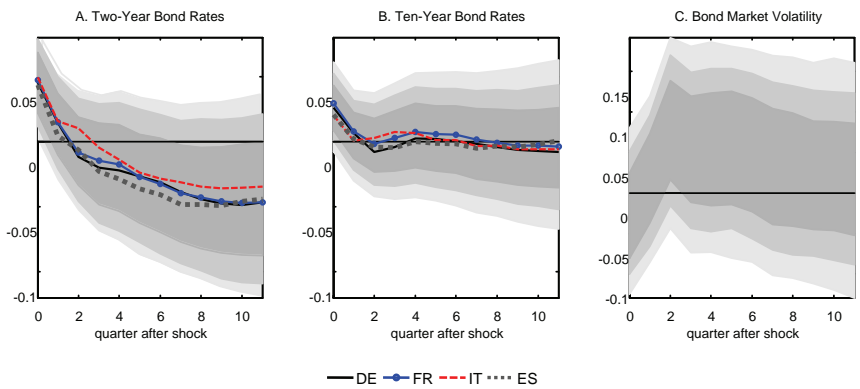 A. Two-Year Bond Rates
0.05
0
-0.05
-0.1
0 2 4 6 8 10
quarter after shock
B. Ten-Year Bond Rates
0.05
0
-0.05
-0.1
0 2 4 6 8 10
quarter after shock
C. Bond Market Volatility
0.15
0.1
0.05
0
-0.05
-0.1
0 2 4 6 8 10
quarter after shock
DE FR IT ES